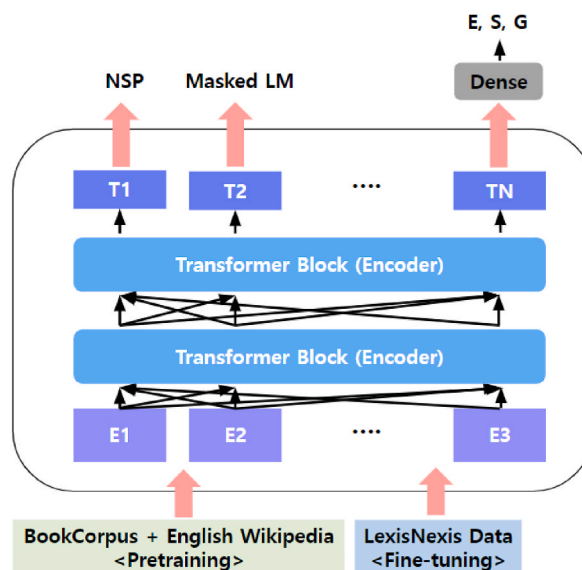 E, S, G
NSP
Masked LM
Dense
T1
T2
....
TN
Transformer Block (Encoder)
Transformer Block (Encoder)
E1
E2
....
E3
BookCorpus + English Wikipedia
<Pretraining>
LexisNexis Data
<Fine-tuning>